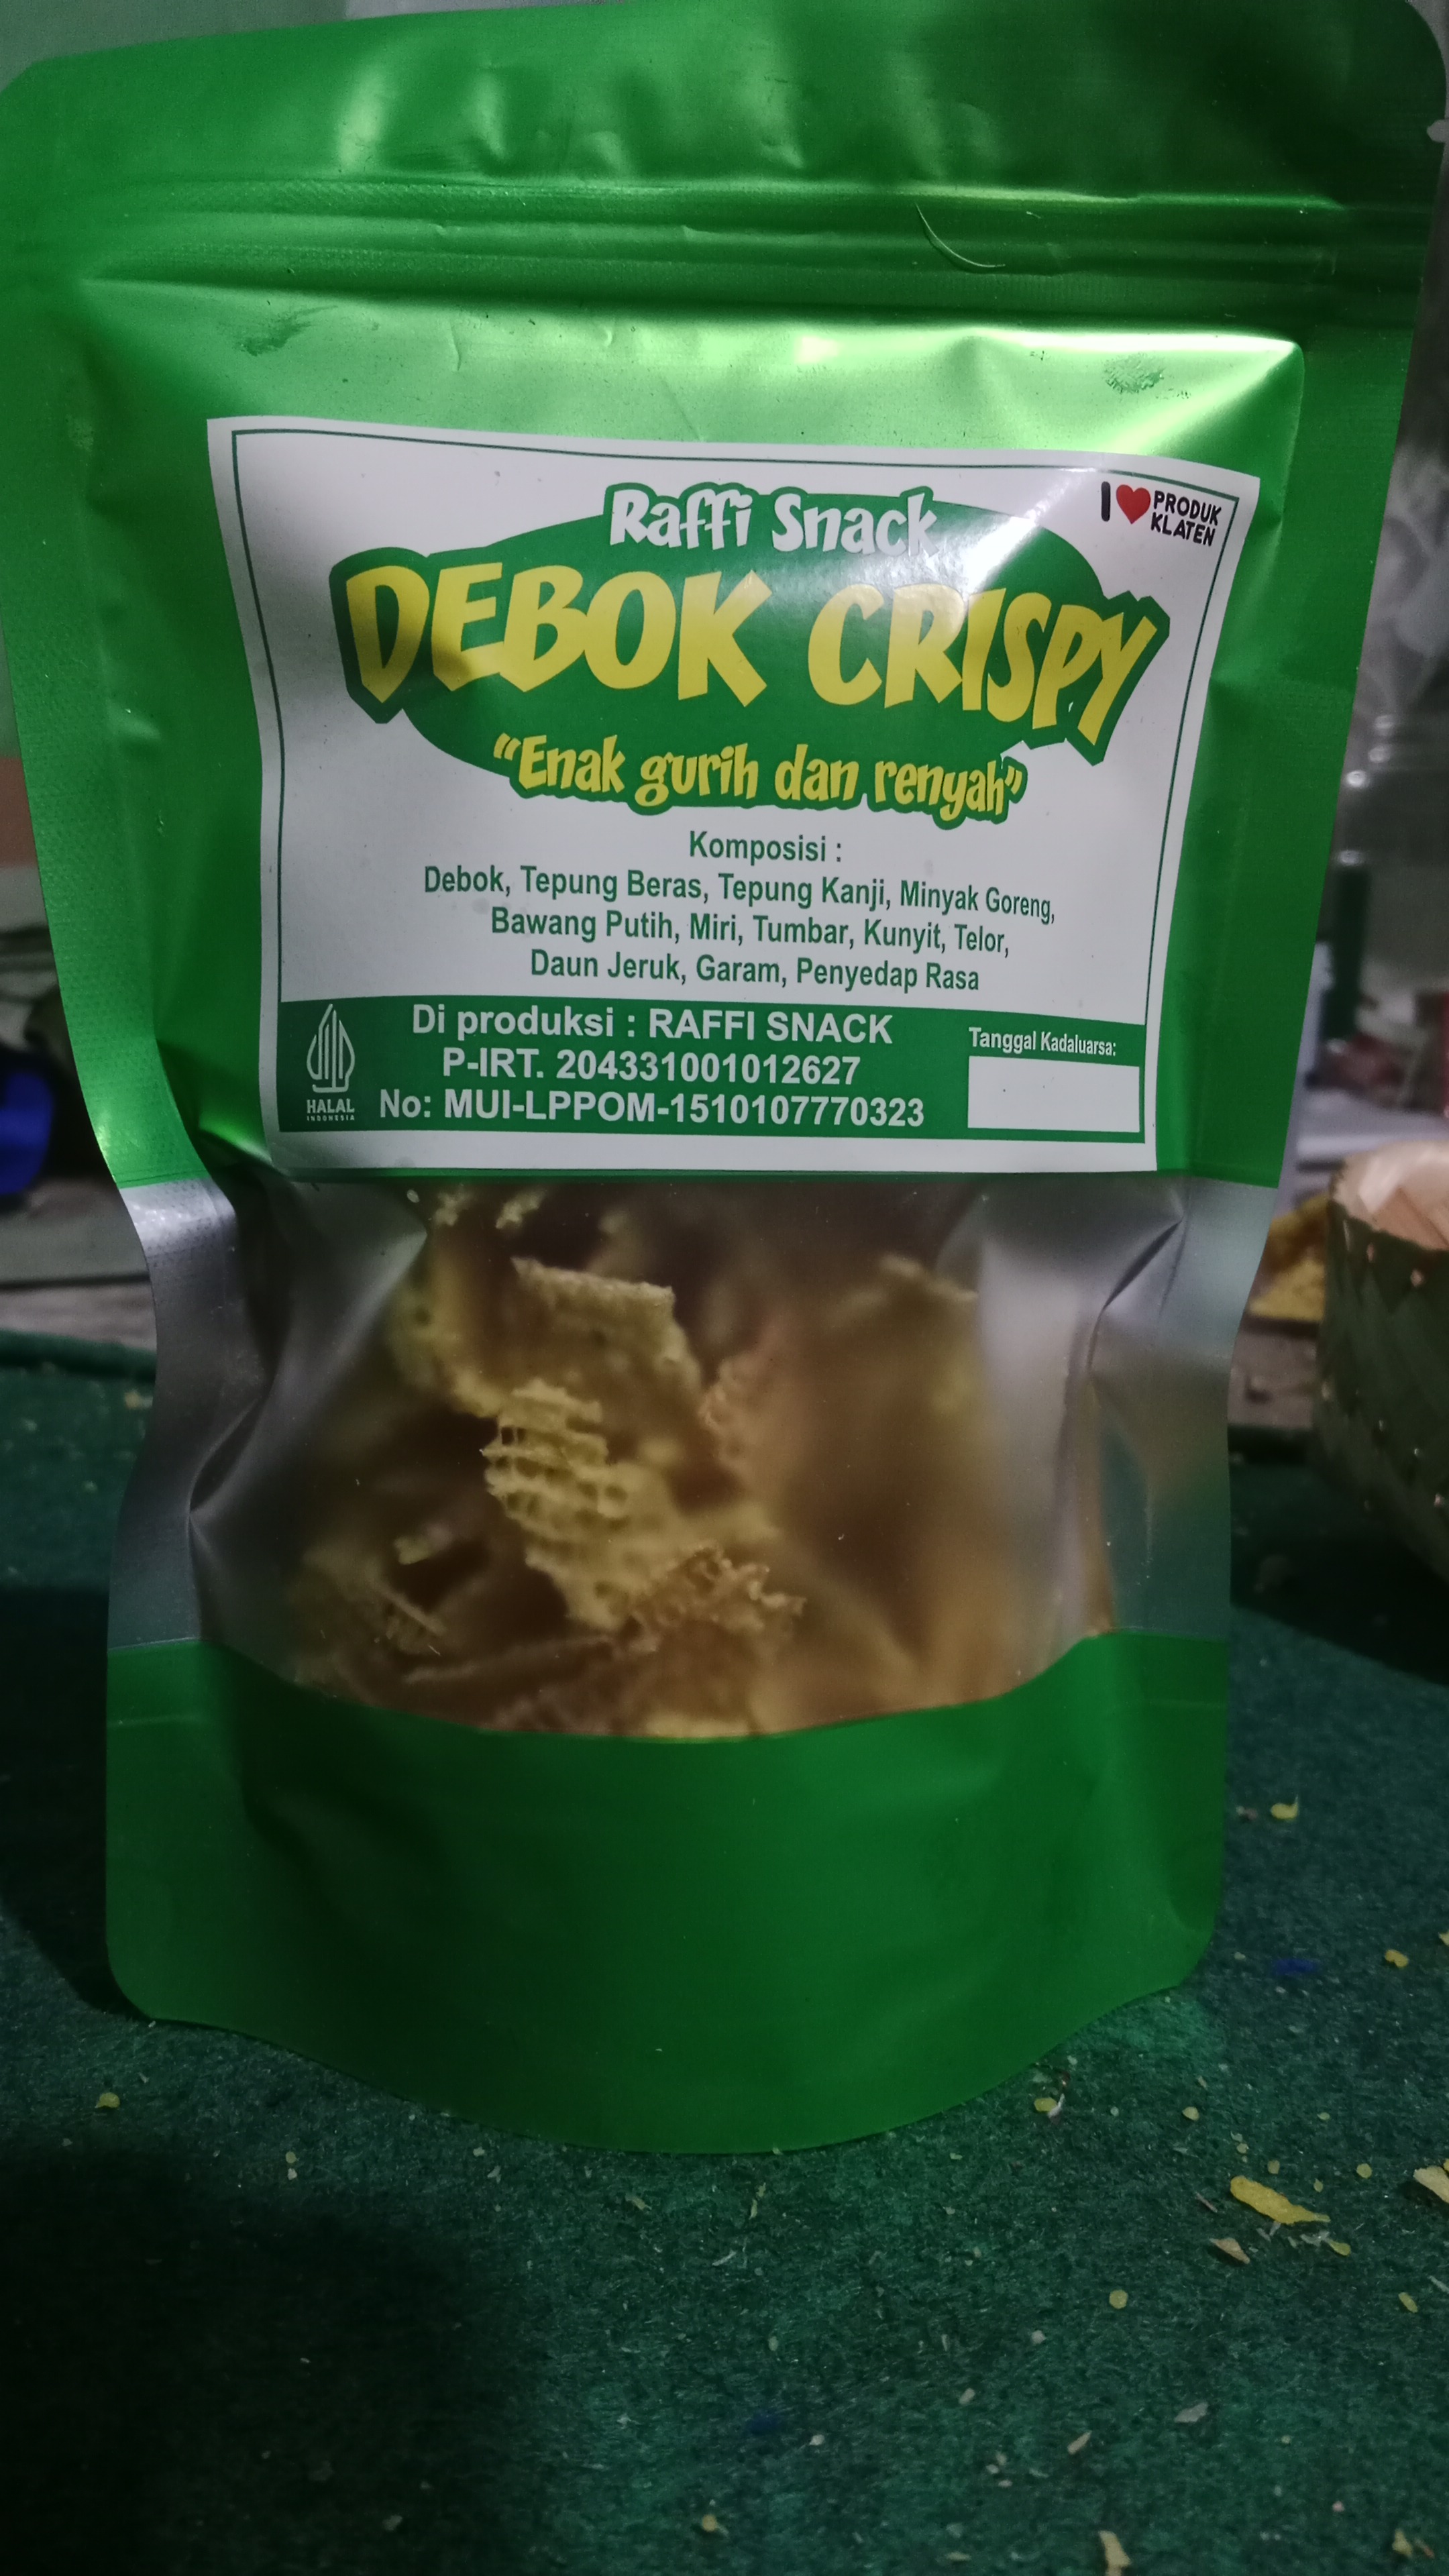 I ❤ PRODUK
KLATEN
Raffi Snack
DEBOK CRISPY
"Enak gurih dan renyah"
Komposisi :
Debok, Tepung Beras, Tepung Kanji, Minyak Goreng,
Bawang Putih, Miri, Tumbar, Kunyit, Telor,
Daun Jeruk, Garam, Penyedap Rasa
HALAL
INDONESIA
Di produksi : RAFFI SNACK
P-IRT. 204331001012627
No: MUI-LPPOM-1510107770323
Tanggal Kadaluarsa: